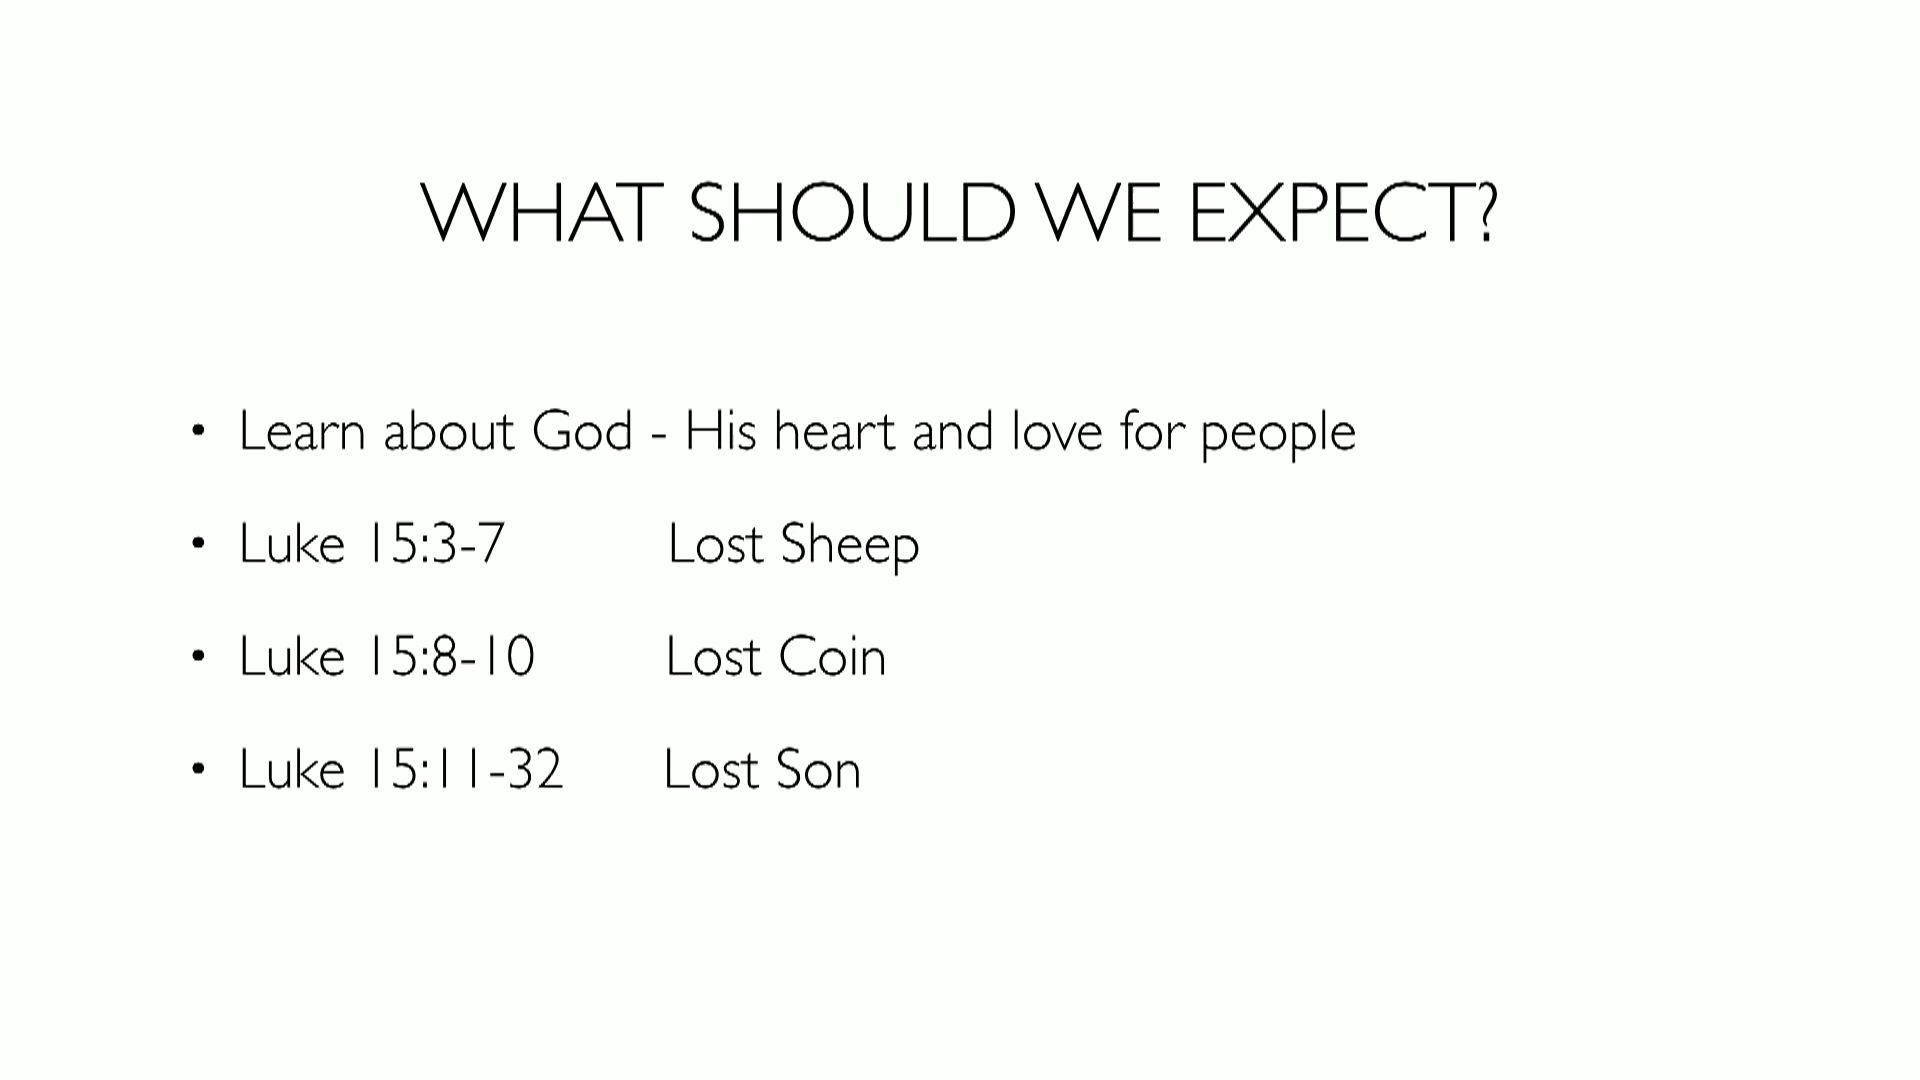 WHAT SHOULD WE EXPECT?
• Learn about God - His heart and love for people
• Luke 15:3-7 Lost Sheep
• Luke 15:8-10 Lost Coin
• Luke 15:11-32 Lost Son